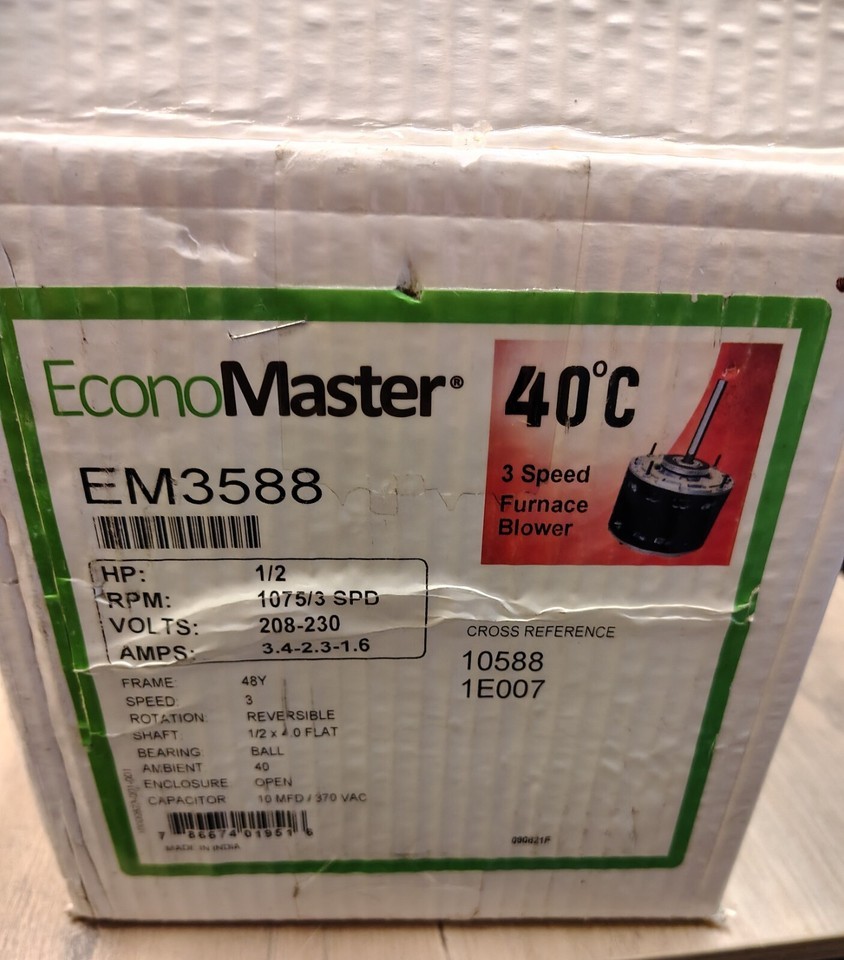 EconoMaster®
40°C
3 Speed
Furnace
Blower
EM3588
HP: 1/2
RPM: 1075/3 SPD
VOLTS: 208-230
AMPS: 3.4-2.3-1.6
CROSS REFERENCE
10588
1E007
FRAME: 48Y
SPEED: 3
ROTATION: REVERSIBLE
SHAFT: 1/2 x 4.0 FLAT
BEARING: BALL
AMBIENT 40
ENCLOSURE OPEN
CAPACITOR 10 MFD / 370 VAC
7 86674 01951 6
MADE IN INDIA